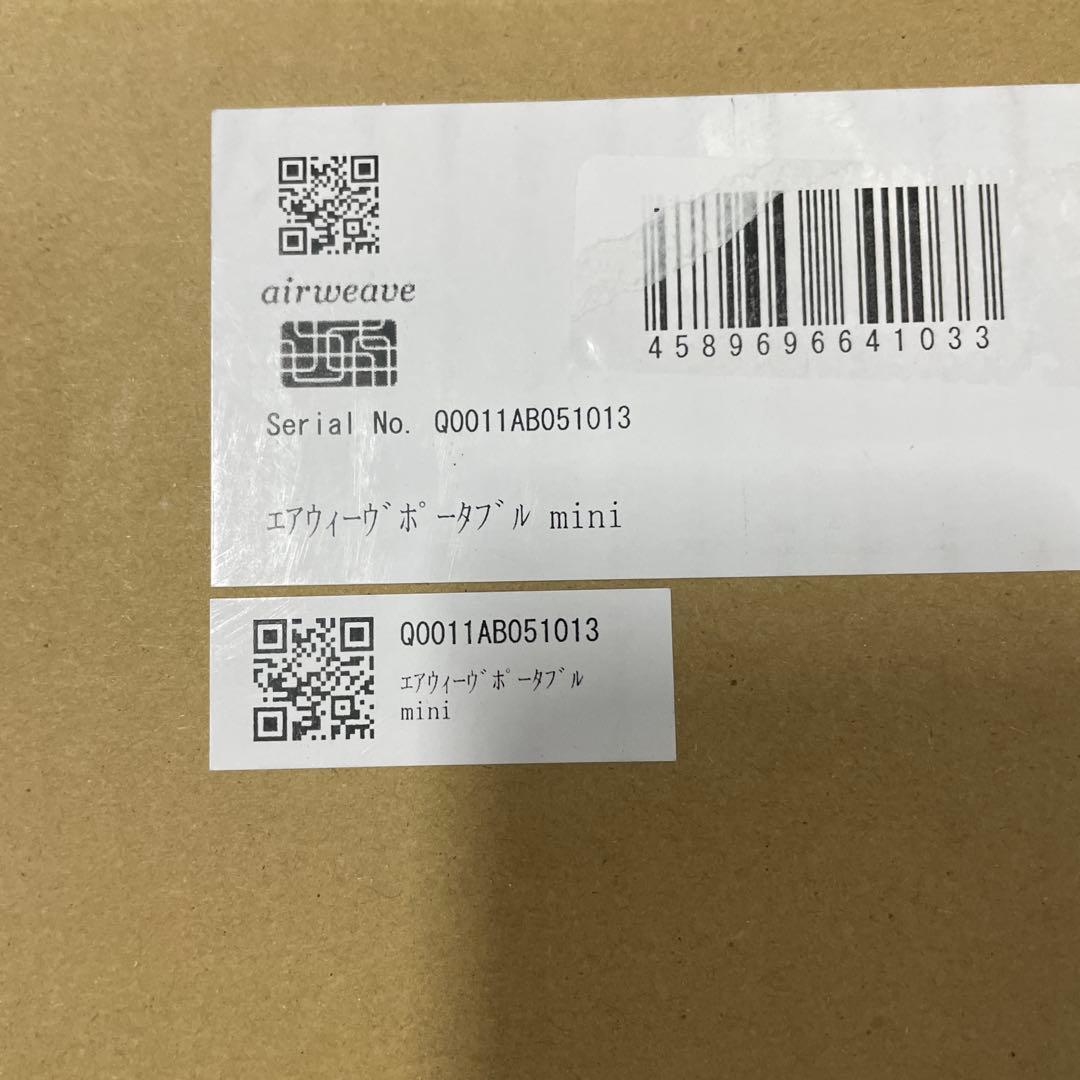 airweave
4589696641033
Serial No. Q0011AB051013
ｴｱｳｨｰｳﾞﾎﾟｰﾀﾌﾞﾙ mini
Q0011AB051013
ｴｱｳｨｰｳﾞﾎﾟｰﾀﾌﾞﾙ
mini